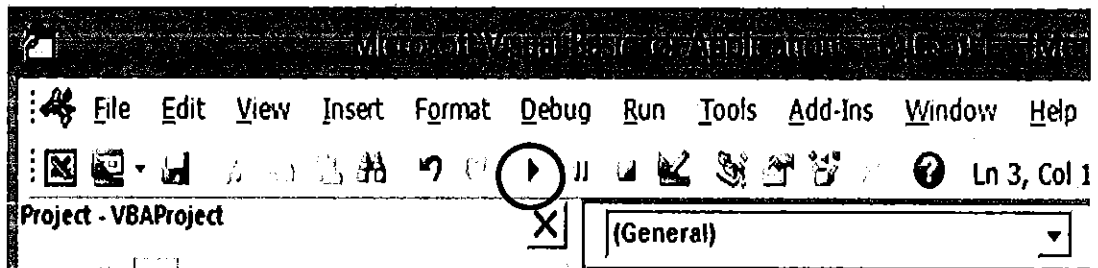 Microsoft Visual Basic for Applications
File Edit View Insert Format Debug Run Tools Add-Ins Window Help
Ln 3, Col 1
Project - VBAProject
(General)